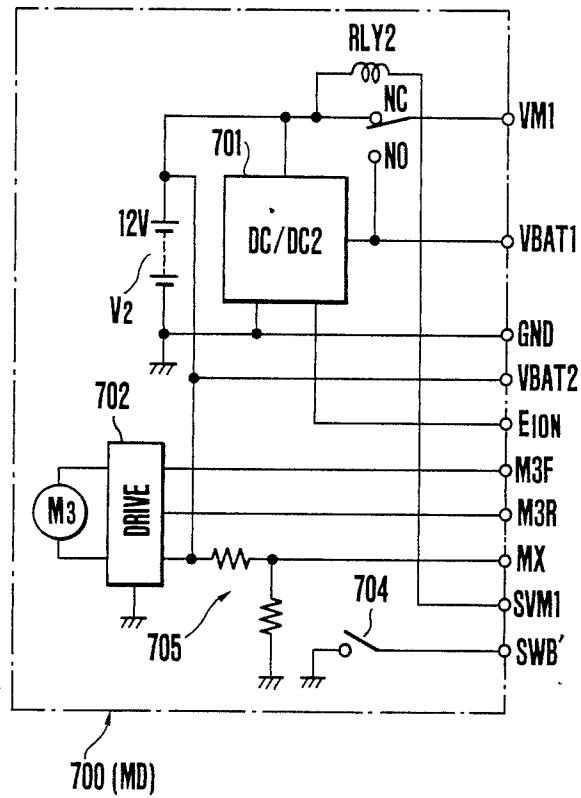 RLY2
NC
VM1
701
NO
12V
DC/DC2
VBAT1
V2
GND
VBAT2
702
E1ON
M3F
M3
DRIVE
M3R
MX
704
SVM1
705
SWB′
700 (MD)